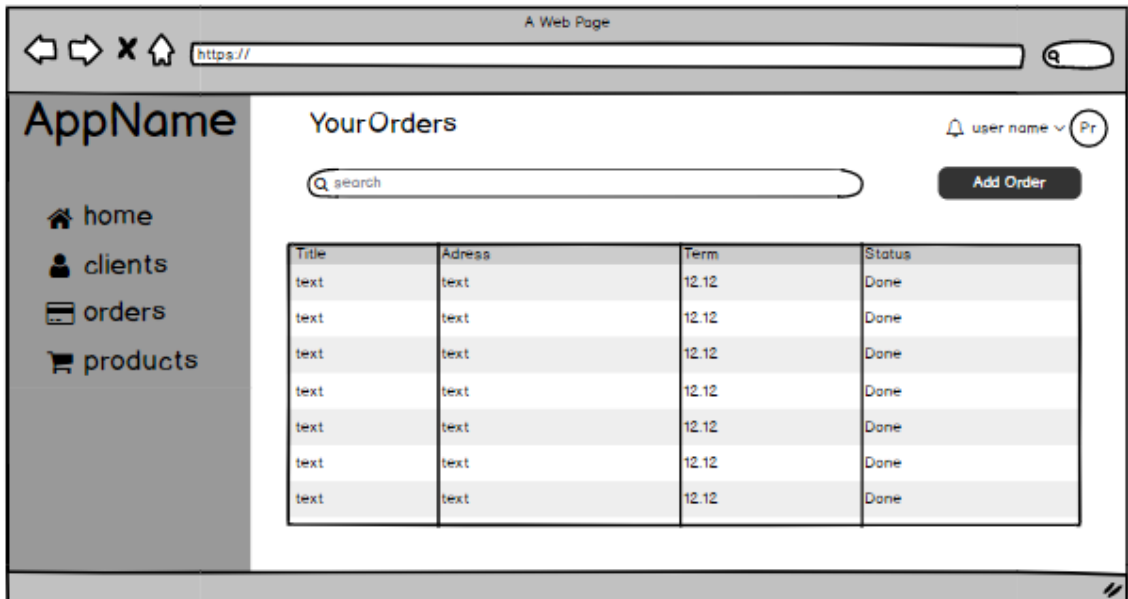 A Web Page
https://
AppName
Your Orders
user name
Pr
search
Add Order
home
clients
orders
products
Title Adress Term Status
text text 12.12 Done
text text 12.12 Done
text text 12.12 Done
text text 12.12 Done
text text 12.12 Done
text text 12.12 Done
text text 12.12 Done